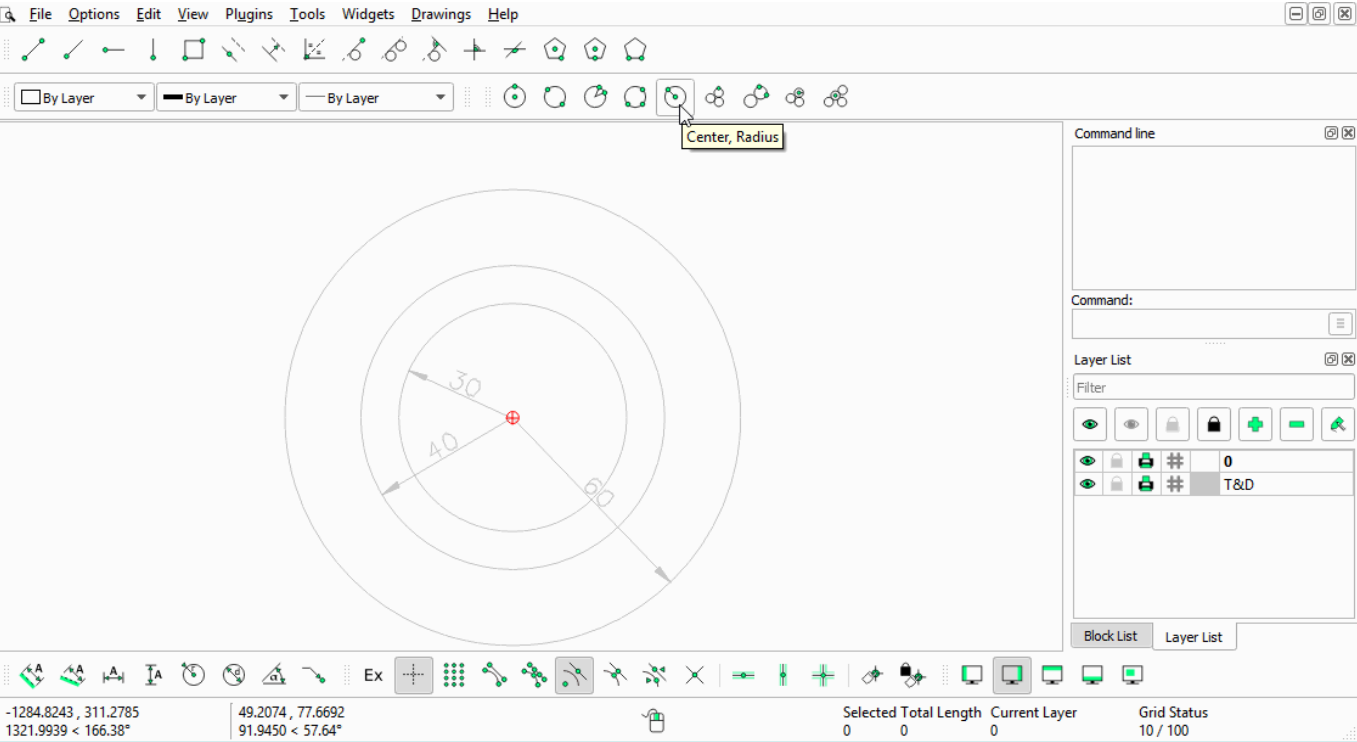 File Options Edit View Plugins Tools Widgets Drawings Help
By Layer By Layer By Layer
Center, Radius
Command line
Command:
Layer List
Filter
0
T&D
30
40
60
Block List Layer List
A A A A r d α Ex
-1284.8243 , 311.2785 49.2074 , 77.6692 Selected Total Length Current Layer Grid Status
1321.9939 < 166.38° 91.9450 < 57.64° 0 0 0 10 / 100